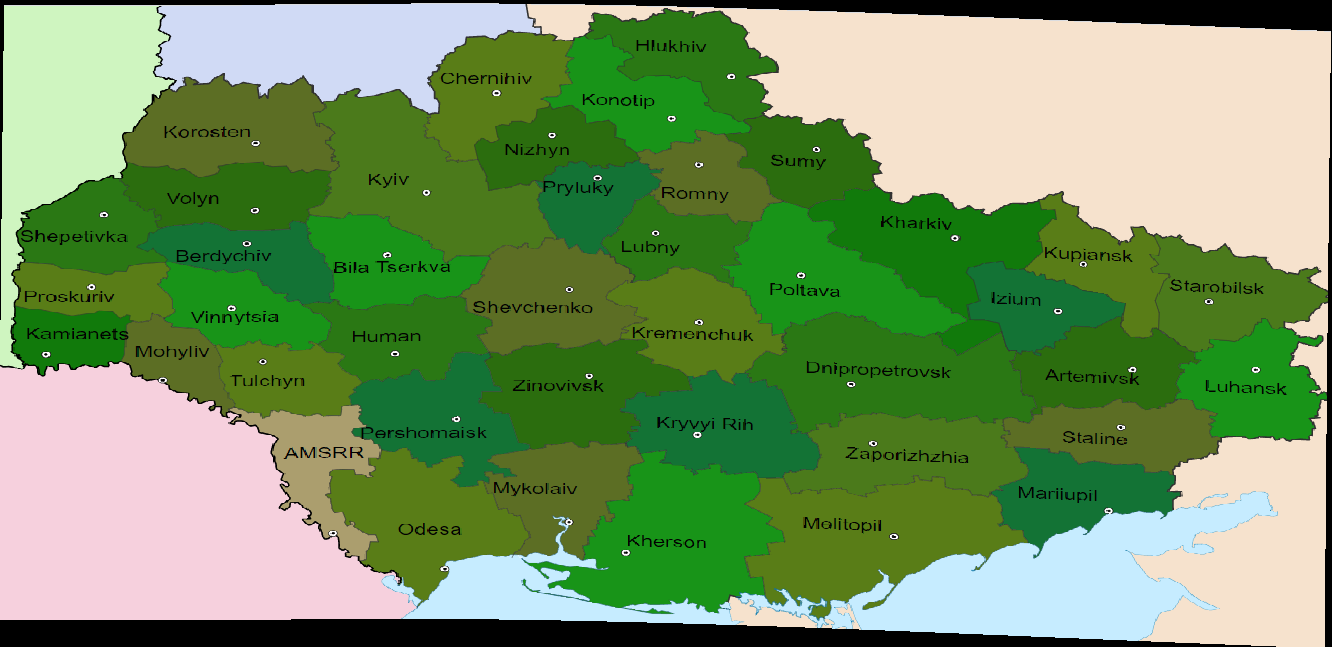 Hlukhiv
Chernihiv
Konotip
Korosten
Nizhyn
Sumy
Kyiv
Pryluky
Romny
Volyn
Shepetivka
Kharkiv
Berdychiv
Lubny
Kupiansk
Bila Tserkva
Poltava
Starobilsk
Proskuriv
Izium
Shevchenko
Vinnytsia
Kamianets
Human
Kremenchuk
Mohyliv
Dnipropetrovsk
Tulchyn
Zinovivsk
Artemivsk
Luhansk
Kryvyi Rih
Pershomaisk
Staline
AMSRR
Zaporizhzhia
Mykolaiv
Mariiupil
Odesa
Melitopil
Kherson